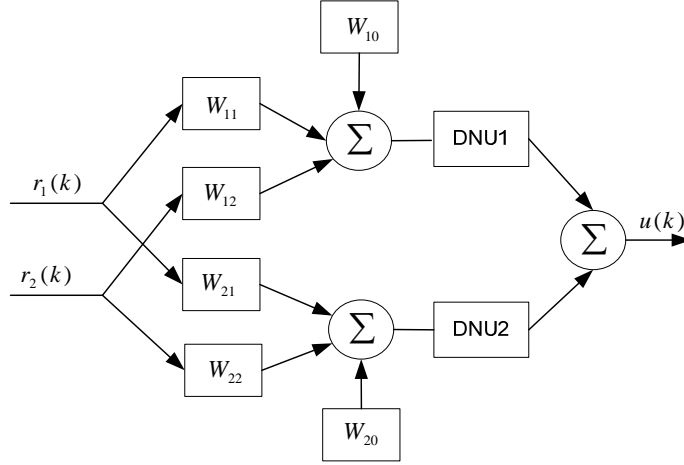 W₁₀
W₁₁
Σ
DNU1
r₁(k)
W₁₂
u(k)
Σ
r₂(k)
W₂₁
Σ
DNU2
W₂₂
W₂₀